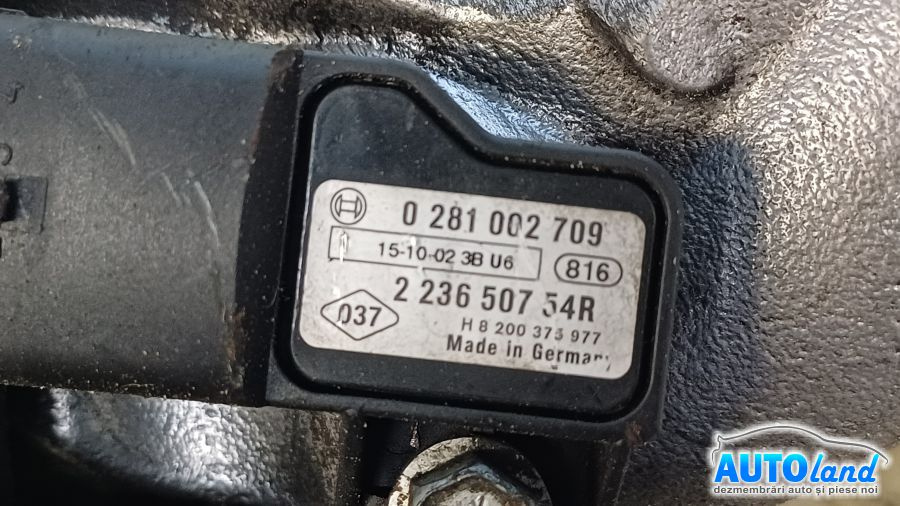 0 281 002 709
15-10-02 3B U6
816
2 236 507 54R
037
H 8 200 375 977
Made in Germany
AUTOland
dezmembrări auto și piese noi